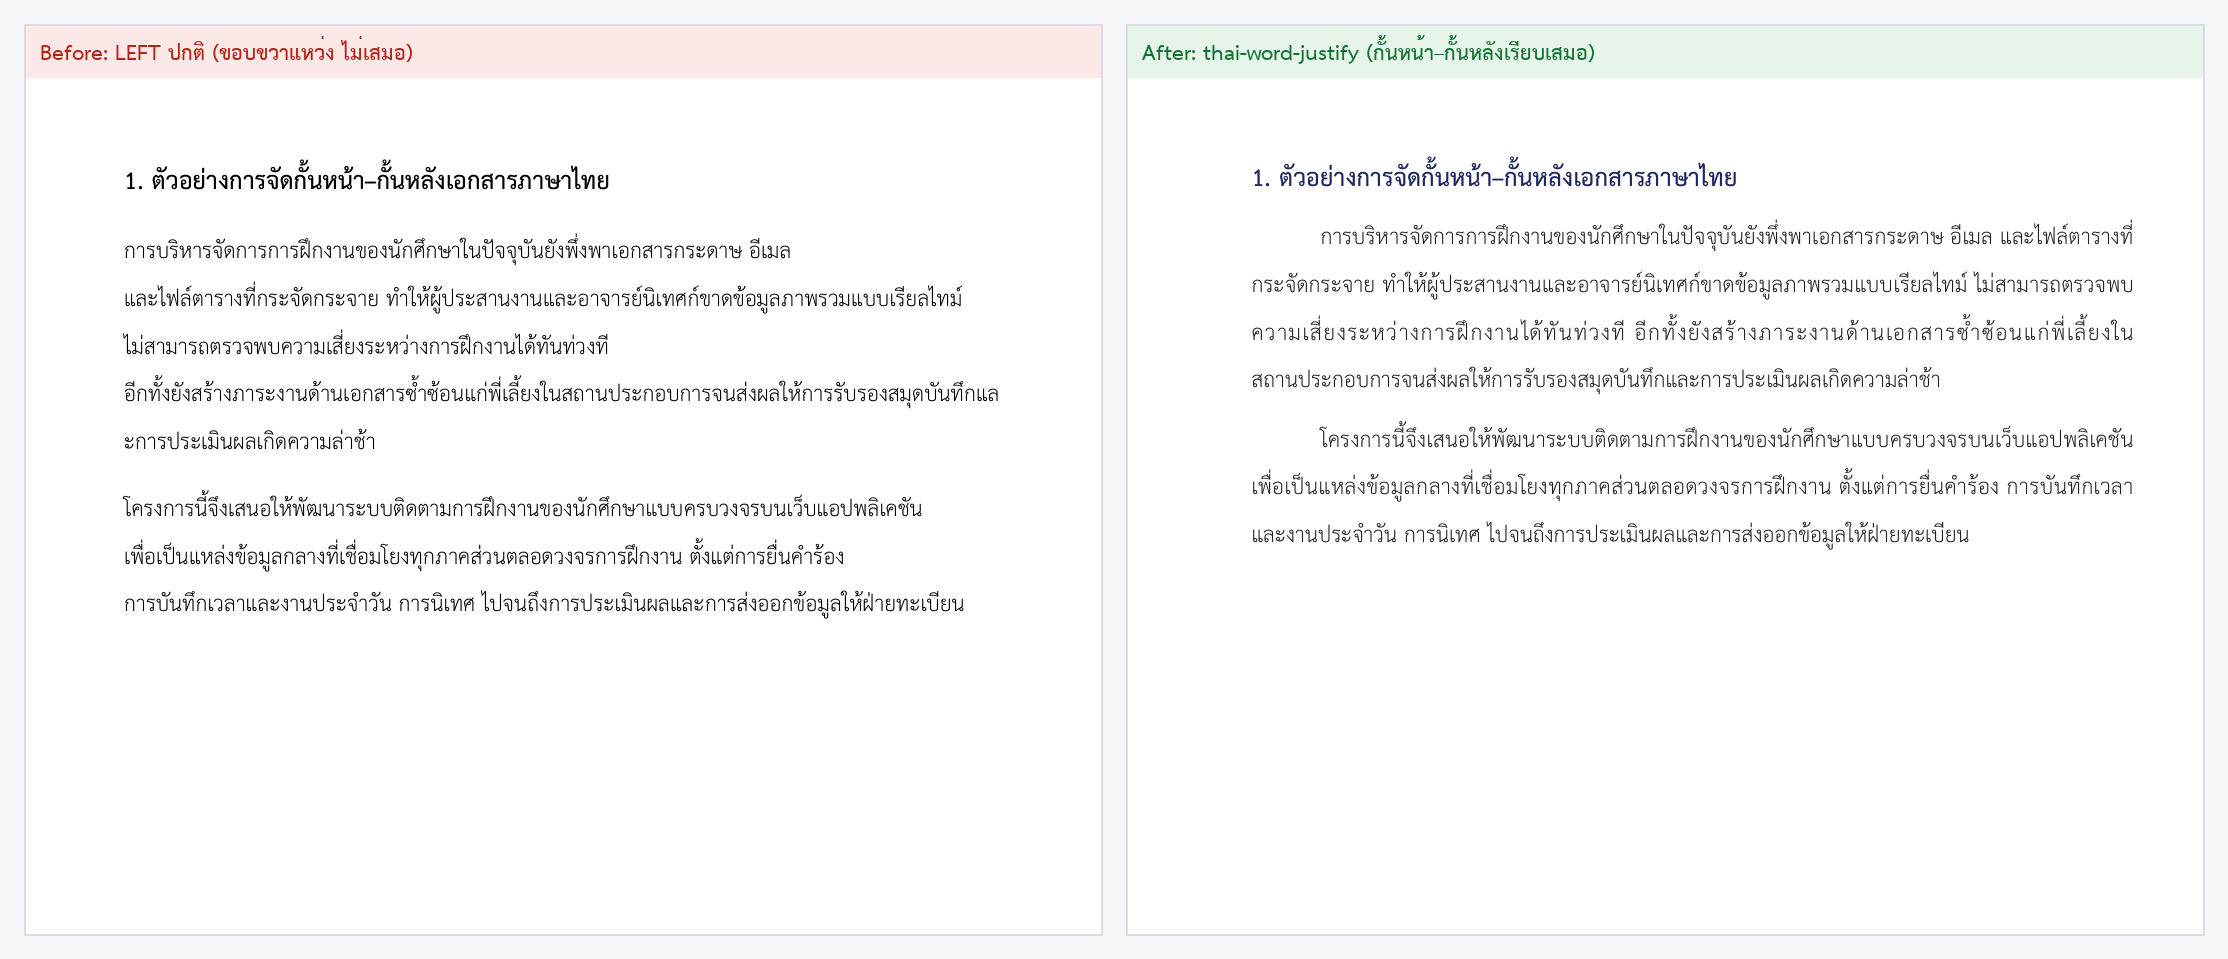 Before: LEFT ปกติ (ขอบขวาแหว่ง ไม่เสมอ)
1. ตัวอย่างการจัดกั้นหน้า–กั้นหลังเอกสารภาษาไทย
การบริหารจัดการการฝึกงานของนักศึกษาในปัจจุบันยังพึ่งพาเอกสารกระดาษ อีเมล
และไฟล์ตารางที่กระจัดกระจาย ทำให้ผู้ประสานงานและอาจารย์นิเทศก์ขาดข้อมูลภาพรวมแบบเรียลไทม์
ไม่สามารถตรวจพบความเสี่ยงระหว่างการฝึกงานได้ทันท่วงที
อีกทั้งยังสร้างภาระงานด้านเอกสารซ้ำซ้อนแก่พี่เลี้ยงในสถานประกอบการจนส่งผลให้การรับรองสมุดบันทึกแล
ะการประเมินผลเกิดความล่าช้า
โครงการนี้จึงเสนอให้พัฒนาระบบติดตามการฝึกงานของนักศึกษาแบบครบวงจรบนเว็บแอปพลิเคชัน
เพื่อเป็นแหล่งข้อมูลกลางที่เชื่อมโยงทุกภาคส่วนตลอดวงจรการฝึกงาน ตั้งแต่การยื่นคำร้อง
การบันทึกเวลาและงานประจำวัน การนิเทศ ไปจนถึงการประเมินผลและการส่งออกข้อมูลให้ฝ่ายทะเบียน
After: thai-word-justify (กั้นหน้า–กั้นหลังเรียบเสมอ)
1. ตัวอย่างการจัดกั้นหน้า–กั้นหลังเอกสารภาษาไทย
การบริหารจัดการการฝึกงานของนักศึกษาในปัจจุบันยังพึ่งพาเอกสารกระดาษ อีเมล และไฟล์ตารางที่
กระจัดกระจาย ทำให้ผู้ประสานงานและอาจารย์นิเทศก์ขาดข้อมูลภาพรวมแบบเรียลไทม์ ไม่สามารถตรวจพบ
ความเสี่ยงระหว่างการฝึกงานได้ทันท่วงที อีกทั้งยังสร้างภาระงานด้านเอกสารซ้ำซ้อนแก่พี่เลี้ยงใน
สถานประกอบการจนส่งผลให้การรับรองสมุดบันทึกและการประเมินผลเกิดความล่าช้า
โครงการนี้จึงเสนอให้พัฒนาระบบติดตามการฝึกงานของนักศึกษาแบบครบวงจรบนเว็บแอปพลิเคชัน
เพื่อเป็นแหล่งข้อมูลกลางที่เชื่อมโยงทุกภาคส่วนตลอดวงจรการฝึกงาน ตั้งแต่การยื่นคำร้อง การบันทึกเวลา
และงานประจำวัน การนิเทศ ไปจนถึงการประเมินผลและการส่งออกข้อมูลให้ฝ่ายทะเบียน